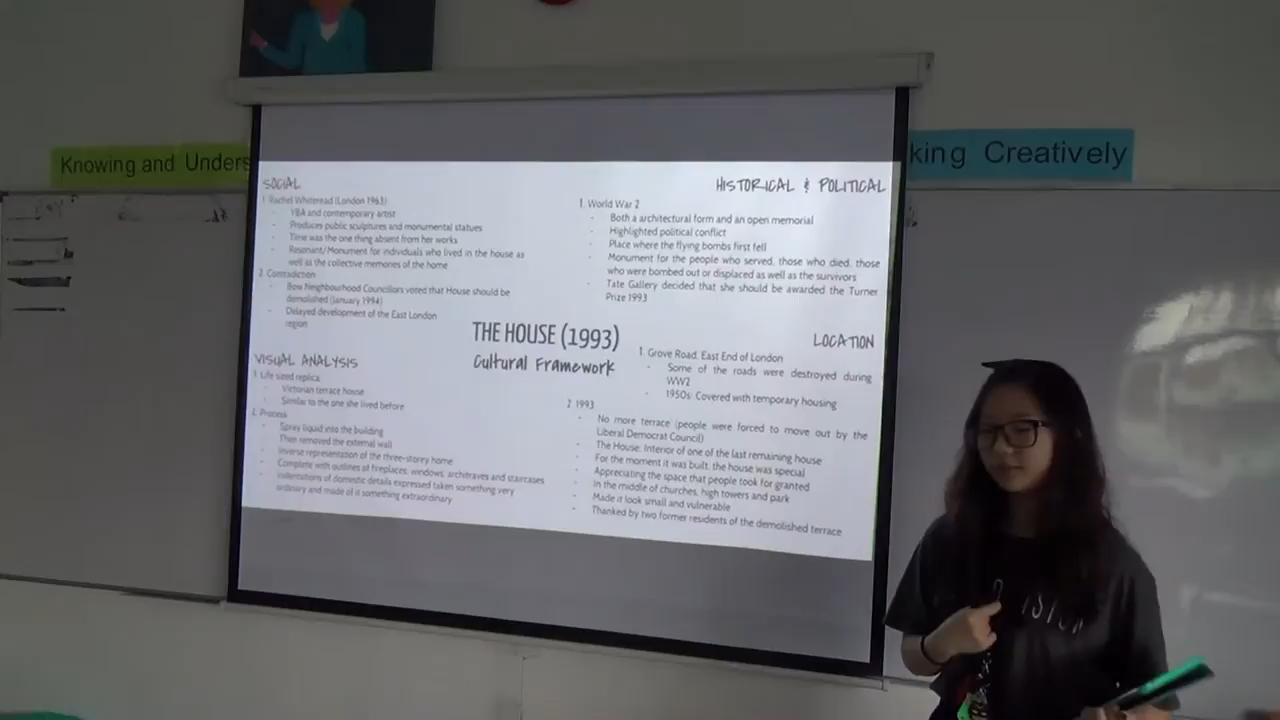 Knowing and Unders
king Creatively
SOCIAL
1. Rachel Whiteread (London 1963)
- YBA and contemporary artist
- Produces public sculptures and monumental statues
- Time was the one thing absent from her works
- Resonant/Monument for individuals who lived in the house as
well as the collective memories of the home
2. Contradiction
- Bow Neighbourhood Councillors voted that House should be
demolished (January 1994)
- Delayed development of the East London
region
HISTORICAL & POLITICAL
1. World War 2
- Both a architectural form and an open memorial
- Highlighted political conflict
- Place where the flying bombs first fell
- Monument for the people who served, those who died, those
who were bombed out or displaced as well as the survivors
- Tate Gallery decided that she should be awarded the Turner
Prize 1993
THE HOUSE (1993)
Cultural Framework
VISUAL ANALYSIS
1. Life sized replica
- Victorian terrace house
- Similar to the one she lived before
2. Process
- Spray liquid into the building
- Then removed the external wall
- Inverse representation of the three-storey home
- Complete with outlines of fireplaces, windows, architraves and staircases
- Indentations of domestic details expressed taken something very
ordinary and made of it something extraordinary
LOCATION
1. Grove Road, East End of London
- Some of the roads were destroyed during
WW2
- 1950s: Covered with temporary housing
2. 1993
- No more terrace (people were forced to move out by the
Liberal Democrat Council)
- The House: Interior of one of the last remaining house
- For the moment it was built, the house was special
- Appreciating the space that people took for granted
- In the middle of churches, high towers and park
- Made it look small and vulnerable
- Thanked by two former residents of the demolished terrace